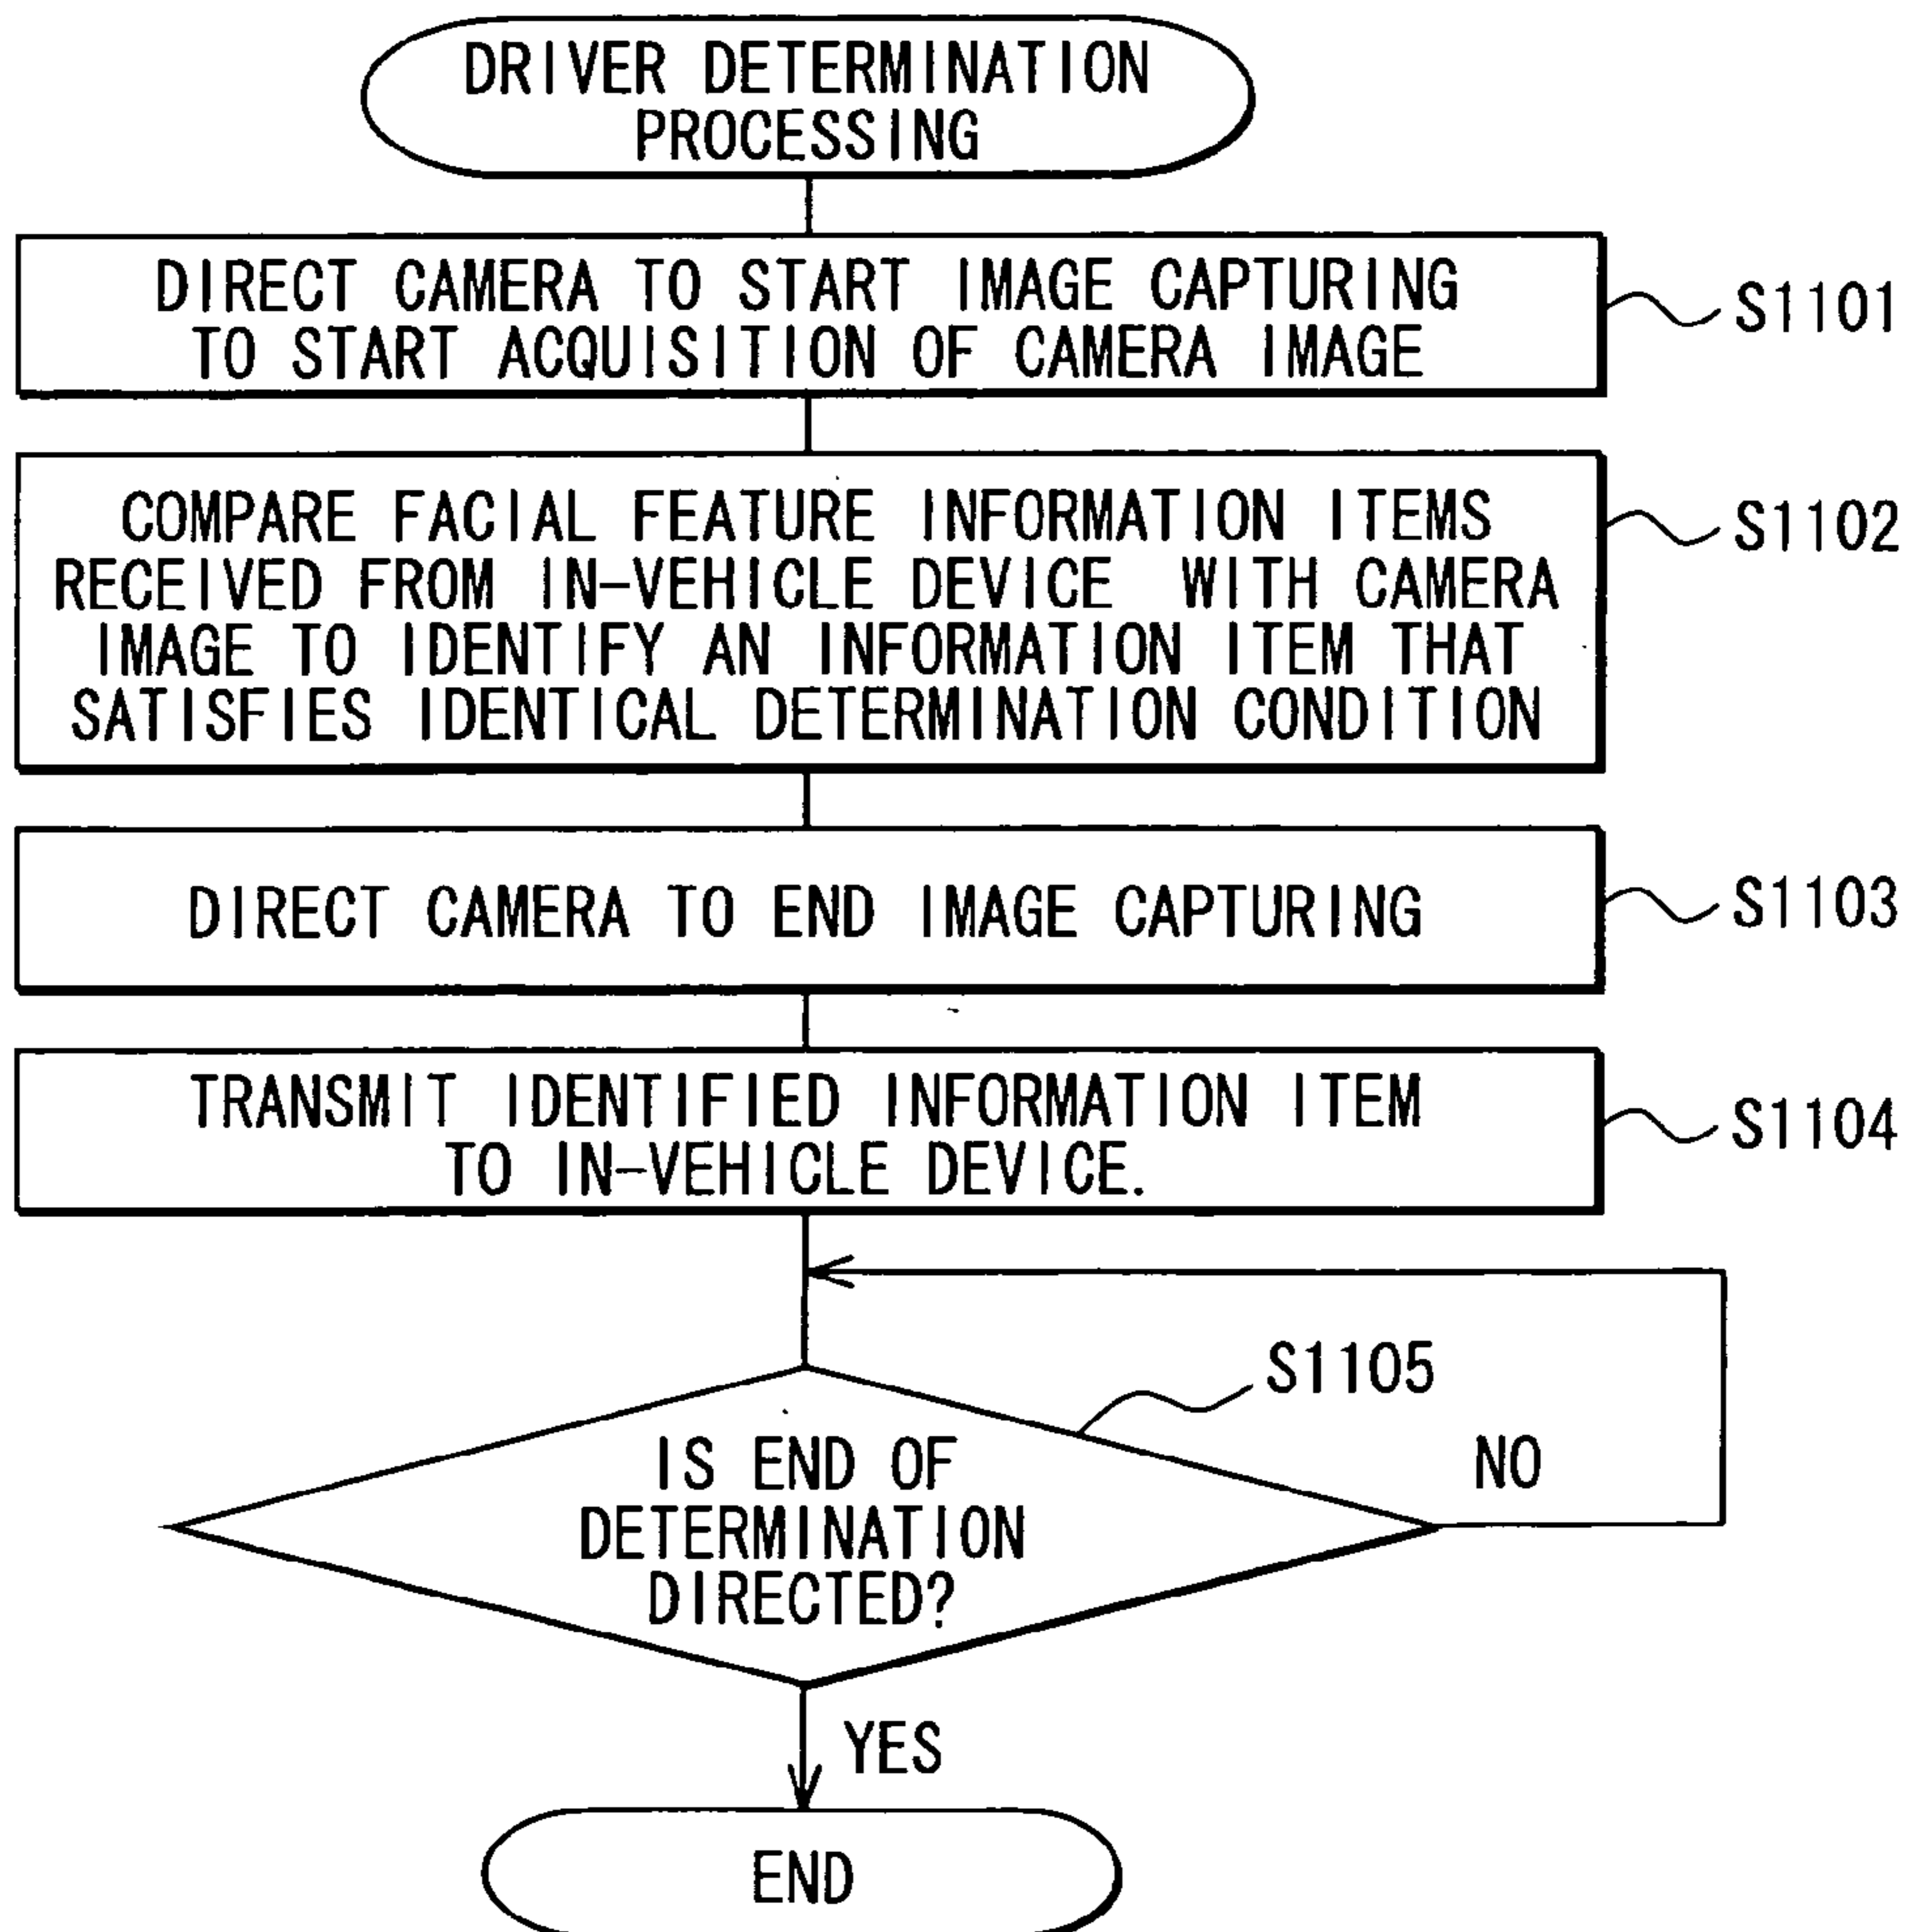 DRIVER DETERMINATION
PROCESSING
DIRECT CAMERA TO START IMAGE CAPTURING
TO START ACQUISITION OF CAMERA IMAGE
S1101
COMPARE FACIAL FEATURE INFORMATION ITEMS
RECEIVED FROM IN-VEHICLE DEVICE WITH CAMERA
IMAGE TO IDENTIFY AN INFORMATION ITEM THAT
SATISFIES IDENTICAL DETERMINATION CONDITION
S1102
DIRECT CAMERA TO END IMAGE CAPTURING
S1103
TRANSMIT IDENTIFIED INFORMATION ITEM
TO IN-VEHICLE DEVICE.
S1104
S1105
IS END OF
DETERMINATION
DIRECTED?
NO
YES
END